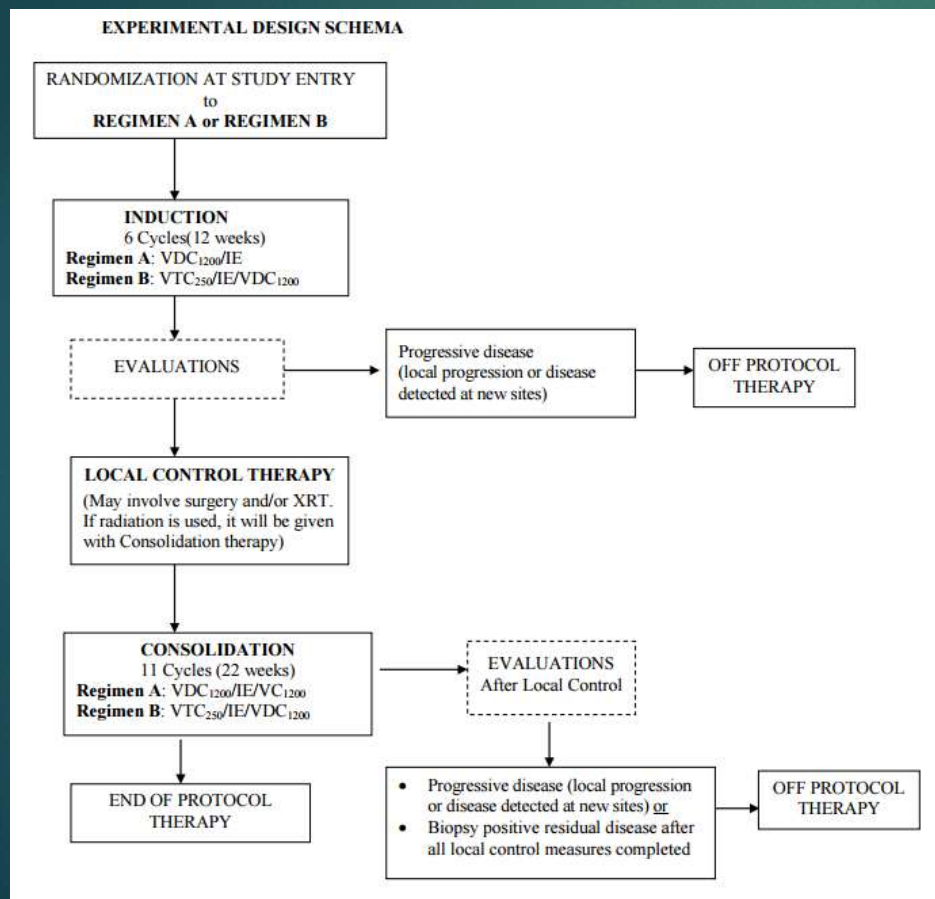 EXPERIMENTAL DESIGN SCHEMA
RANDOMIZATION AT STUDY ENTRY
to
REGIMEN A or REGIMEN B
INDUCTION
6 Cycles(12 weeks)
Regimen A: VDC1200/IE
Regimen B: VTC250/IE/VDC1200
EVALUATIONS
Progressive disease
(local progression or disease
detected at new sites)
OFF PROTOCOL
THERAPY
LOCAL CONTROL THERAPY
(May involve surgery and/or XRT.
If radiation is used, it will be given
with Consolidation therapy)
CONSOLIDATION
11 Cycles (22 weeks)
Regimen A: VDC1200/IE/VC1200
Regimen B: VTC250/IE/VDC1200
EVALUATIONS
After Local Control
END OF PROTOCOL
THERAPY
• Progressive disease (local progression
or disease detected at new sites) or
• Biopsy positive residual disease after
all local control measures completed
OFF PROTOCOL
THERAPY